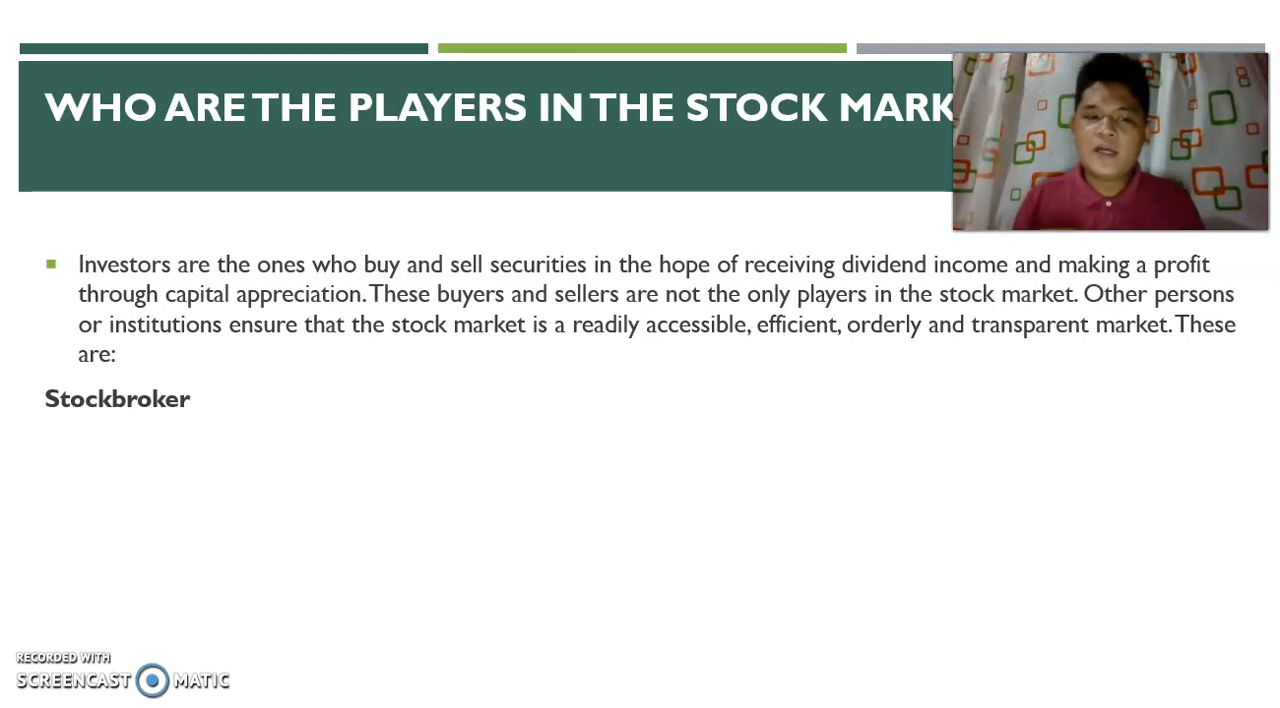 WHO ARE THE PLAYERS IN THE STOCK MARK
Investors are the ones who buy and sell securities in the hope of receiving dividend income and making a profit
through capital appreciation. These buyers and sellers are not the only players in the stock market. Other persons
or institutions ensure that the stock market is a readily accessible, efficient, orderly and transparent market. These
are:
Stockbroker
RECORDED WITH
SCREENCAST MATIC